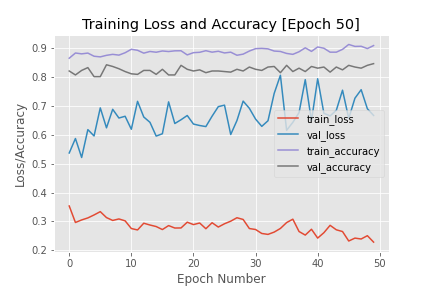 Training Loss and Accuracy [Epoch 50]
Loss/Accuracy
0.9
0.8
0.7
0.6
0.5
0.4
0.3
0.2
train_loss
val_loss
train_accuracy
val_accuracy
0 10 20 30 40 50
Epoch Number